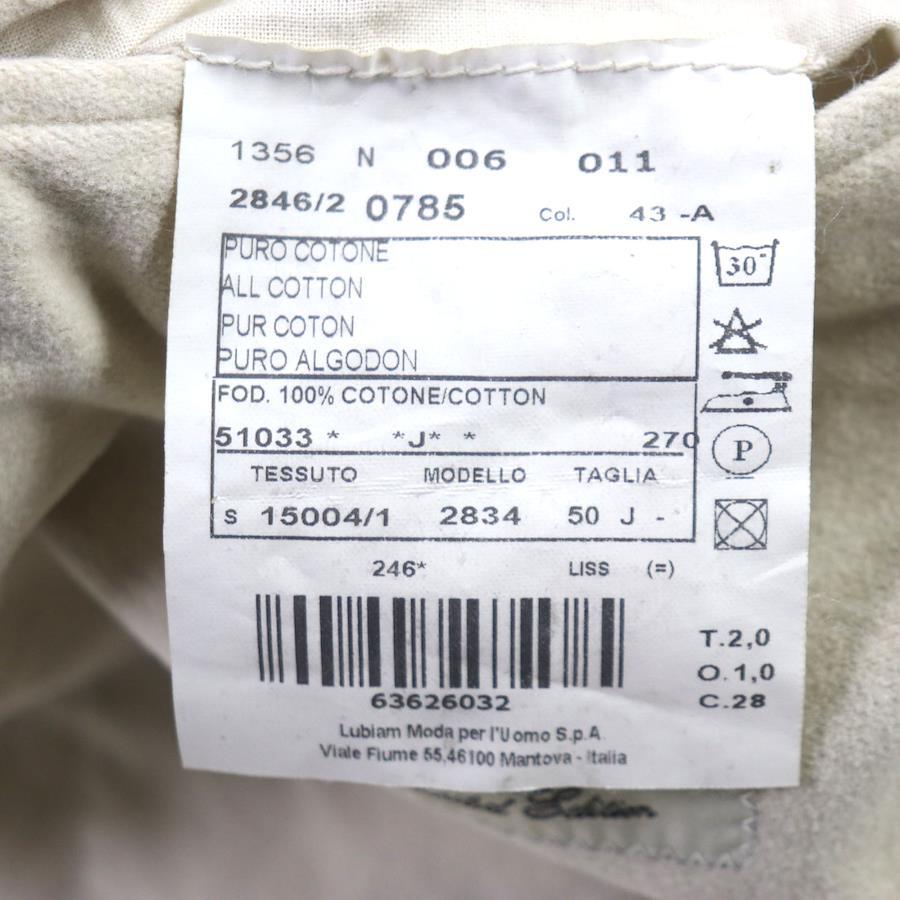 1356 N 006 011
2846/2 0785 Col. 43 -A
PURO COTONE
ALL COTTON
PUR COTON
PURO ALGODON
30°
FOD. 100% COTONE/COTTON
51033 * *J* * 270
P
TESSUTO MODELLO TAGLIA
S 15004/1 2834 50 J -
246* LISS (=)
T.2,0
O.1,0
C.28
63626032
Lubiam Moda per l'Uomo S.p.A.
Viale Fiume 55,46100 Mantova - Italia
Edition